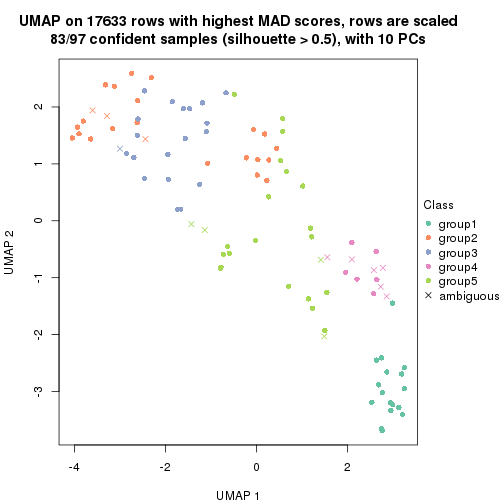 UMAP on 17633 rows with highest MAD scores, rows are scaled
83/97 confident samples (silhouette > 0.5), with 10 PCs
UMAP 2
2
1
0
-1
-2
-3
-4
-2
0
2
UMAP 1
Class
group1
group2
group3
group4
group5
ambiguous